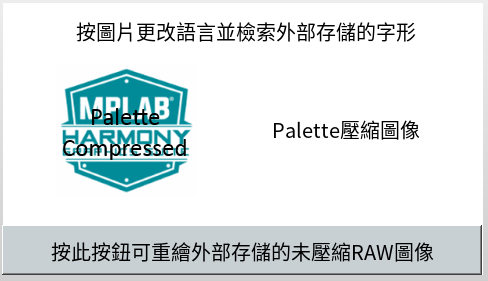 按圖片更改語言並檢索外部存儲的字形
MPLAB
Palette
HARMONY
Compressed
Palette壓縮圖像
按此按鈕可重繪外部存儲的未壓縮RAW圖像